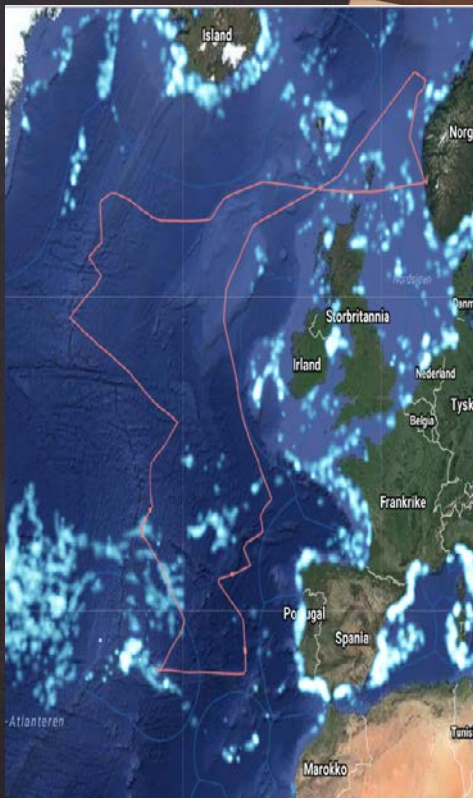 Island
Norg
Nordsjøen
Danm
Storbritannia
Irland
Nederland
Tysk
Belgia
Frankrike
Portugal
Spania
-Atlanteren
Tunis
Marokko